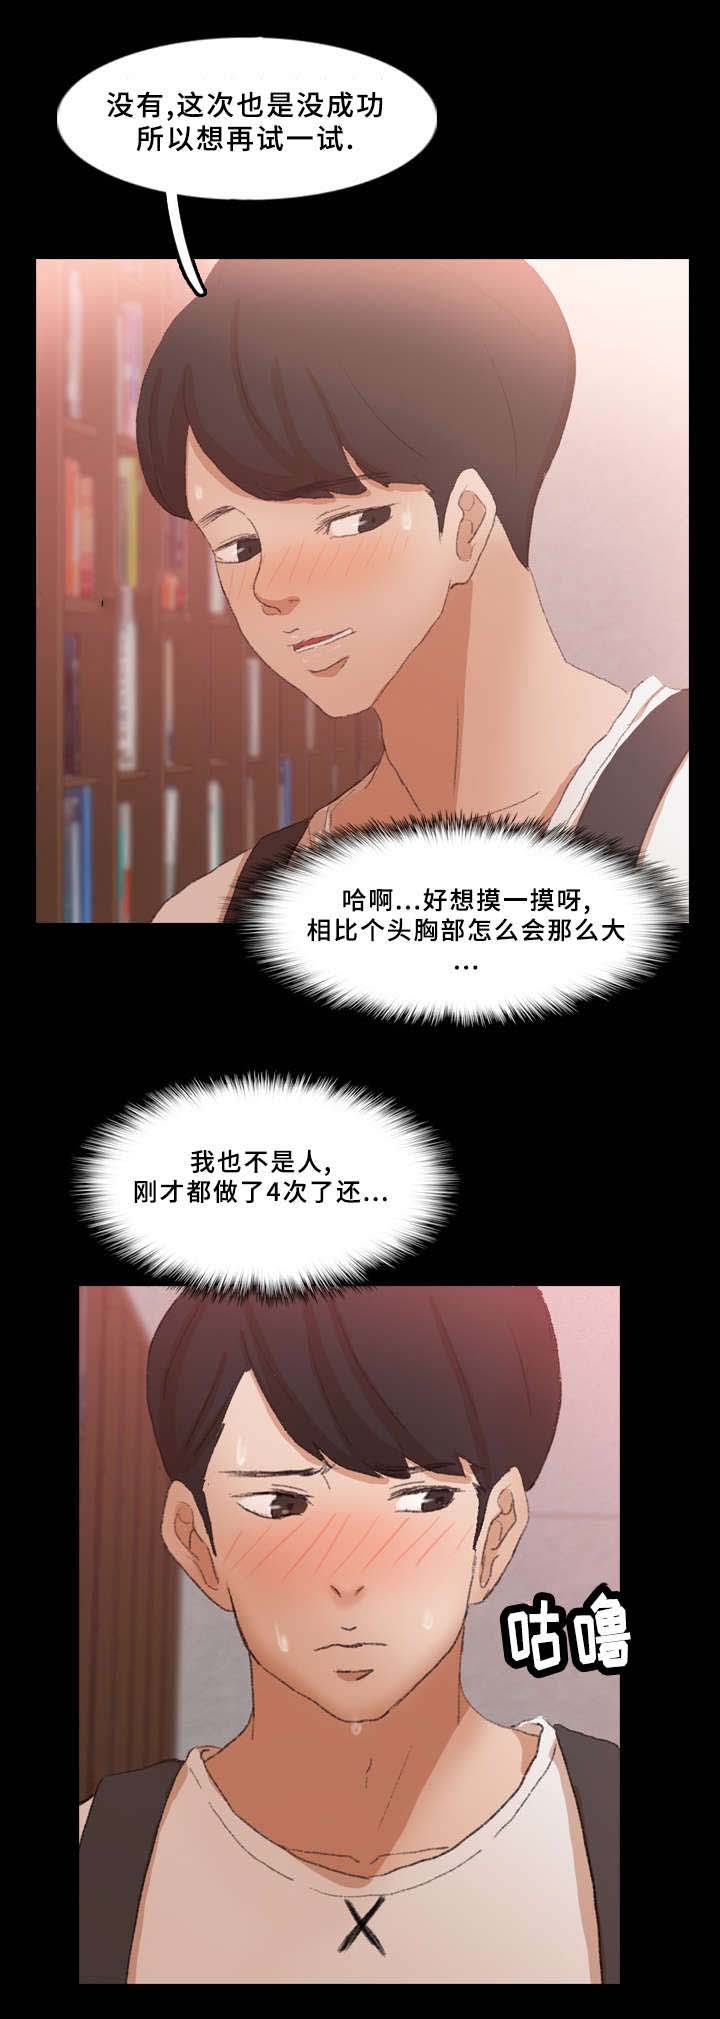 没有,这次也是没成功
所以想再试一试.
哈啊...好想摸一摸呀,
相比个头胸部怎么会那么大
...
我也不是人,
刚才都做了4次了还...
咕噜